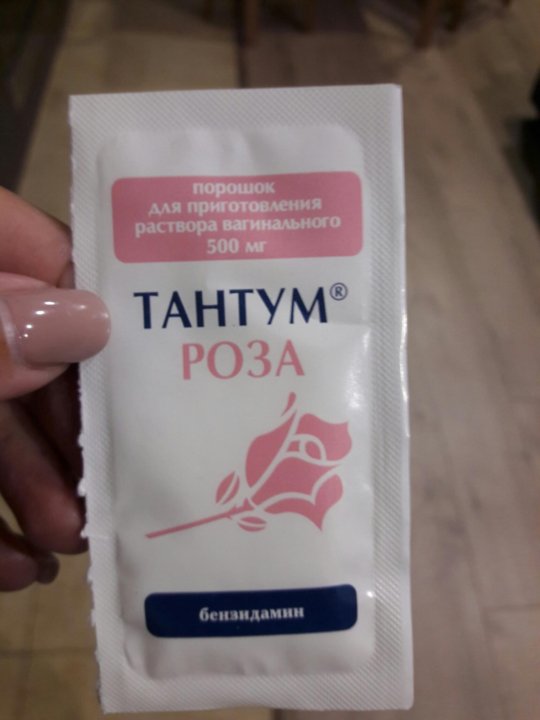 порошок
для приготовления
раствора вагинального
500 мг
ТАНТУМ®
РОЗА
бензидамин